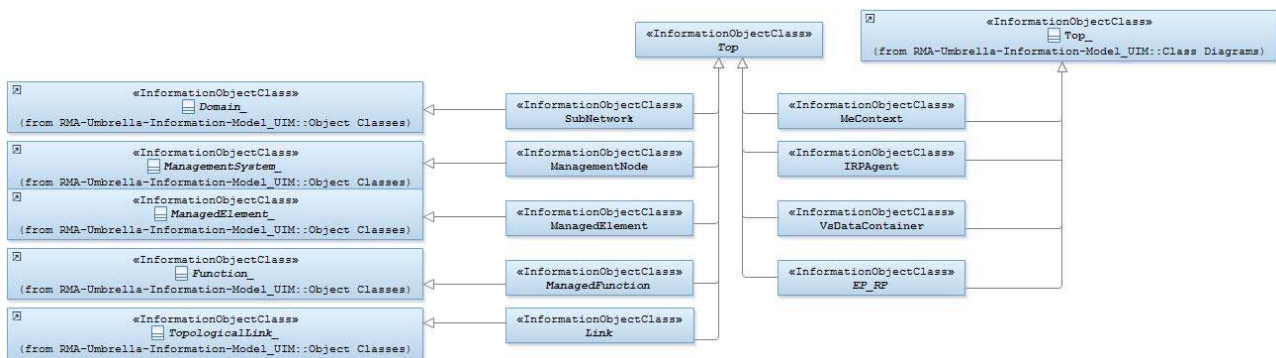 «InformationObjectClass»
Top
«InformationObjectClass»
Top_
(from RMA-Umbrella-Information-Model_UIM::Class Diagrams)
«InformationObjectClass»
Domain_
(from RMA-Umbrella-Information-Model_UIM::Object Classes)
«InformationObjectClass»
SubNetwork
«InformationObjectClass»
MeContext
«InformationObjectClass»
ManagementSystem_
(from RMA-Umbrella-Information-Model_UIM::Object Classes)
«InformationObjectClass»
ManagementNode
«InformationObjectClass»
IRPAgent
«InformationObjectClass»
ManagedElement_
(from RMA-Umbrella-Information-Model_UIM::Object Classes)
«InformationObjectClass»
ManagedElement
«InformationObjectClass»
VsDataContainer
«InformationObjectClass»
Function_
(from RMA-Umbrella-Information-Model_UIM::Object Classes)
«InformationObjectClass»
ManagedFunction
«InformationObjectClass»
EP_RP
«InformationObjectClass»
TopologicalLink_
(from RMA-Umbrella-Information-Model_UIM::Object Classes)
«InformationObjectClass»
Link